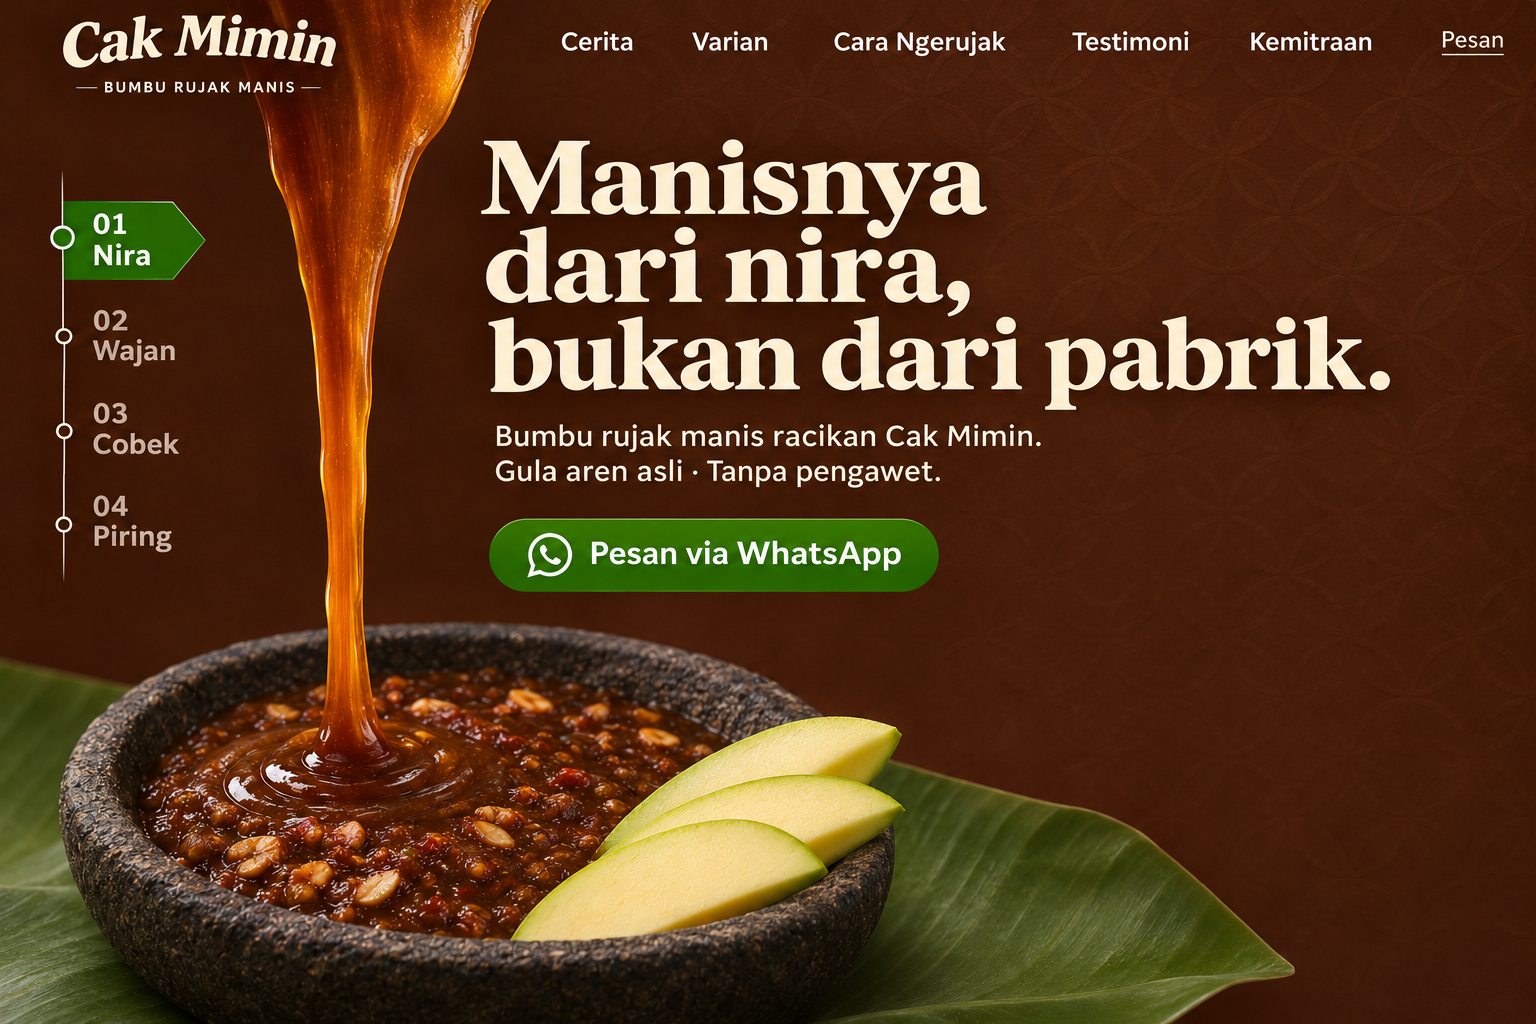 Cak Mimin
BUMBU RUJAK MANIS
Cerita
Varian
Cara Ngerujak
Testimoni
Kemitraan
Pesan
01
Nira
02
Wajan
03
Cobek
04
Piring
Manisnya
dari nira,
bukan dari pabrik.
Bumbu rujak manis racikan Cak Mimin.
Gula aren asli · Tanpa pengawet.
Pesan via WhatsApp